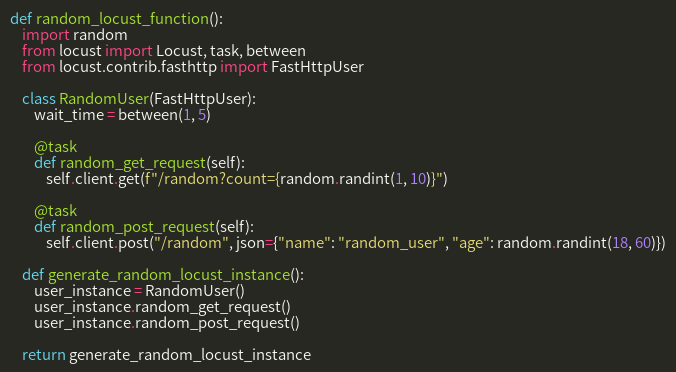 def random_locust_function():
    import random
    from locust import Locust, task, between
    from locust.contrib.fasthttp import FastHttpUser

    class RandomUser(FastHttpUser):
        wait_time = between(1, 5)

        @task
        def random_get_request(self):
            self.client.get(f"/random?count={random.randint(1, 10)}")

        @task
        def random_post_request(self):
            self.client.post("/random", json={"name": "random_user", "age": random.randint(18, 60)})

    def generate_random_locust_instance():
        user_instance = RandomUser()
        user_instance.random_get_request()
        user_instance.random_post_request()

    return generate_random_locust_instance